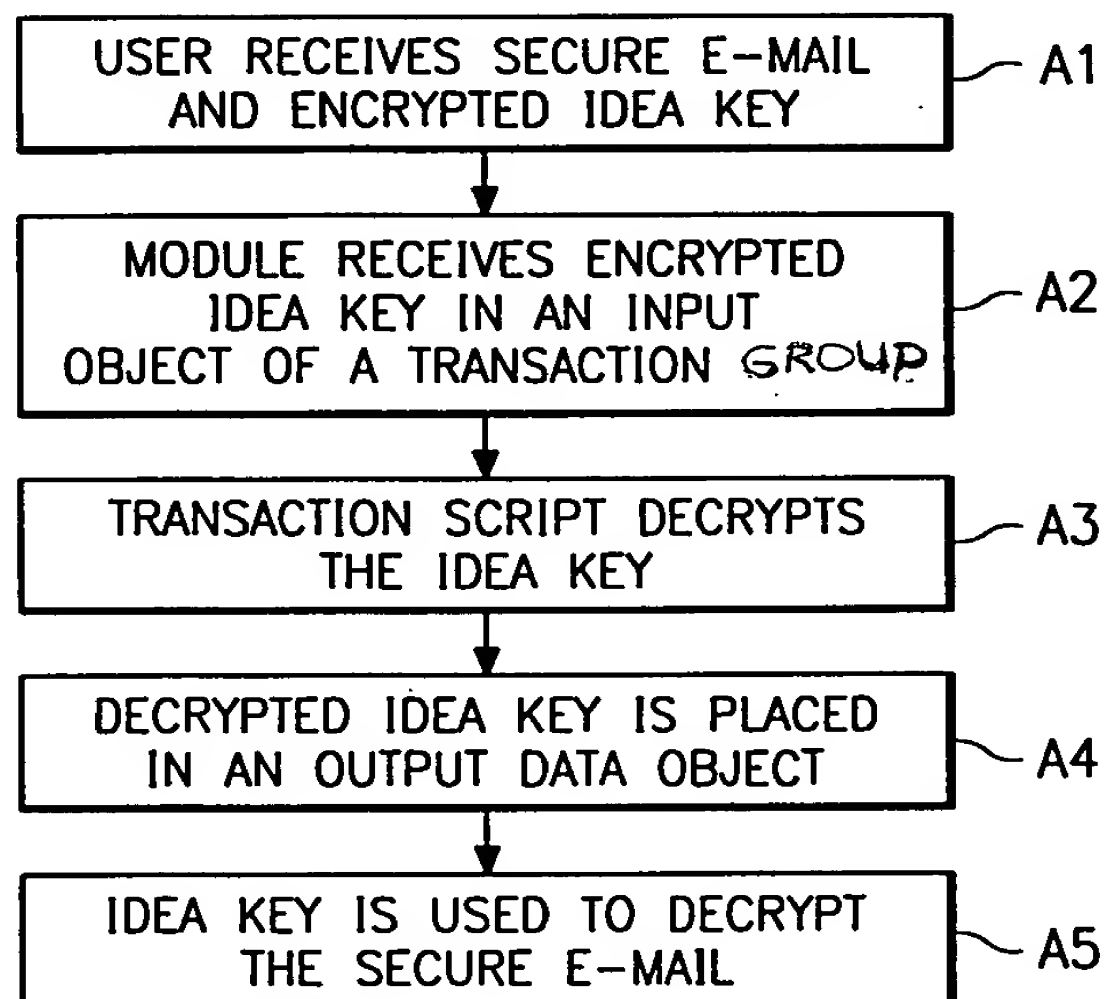 USER RECEIVES SECURE E-MAIL
AND ENCRYPTED IDEA KEY
A1
MODULE RECEIVES ENCRYPTED
IDEA KEY IN AN INPUT
OBJECT OF A TRANSACTION GROUP
A2
TRANSACTION SCRIPT DECRYPTS
THE IDEA KEY
A3
DECRYPTED IDEA KEY IS PLACED
IN AN OUTPUT DATA OBJECT
A4
IDEA KEY IS USED TO DECRYPT
THE SECURE E-MAIL
A5